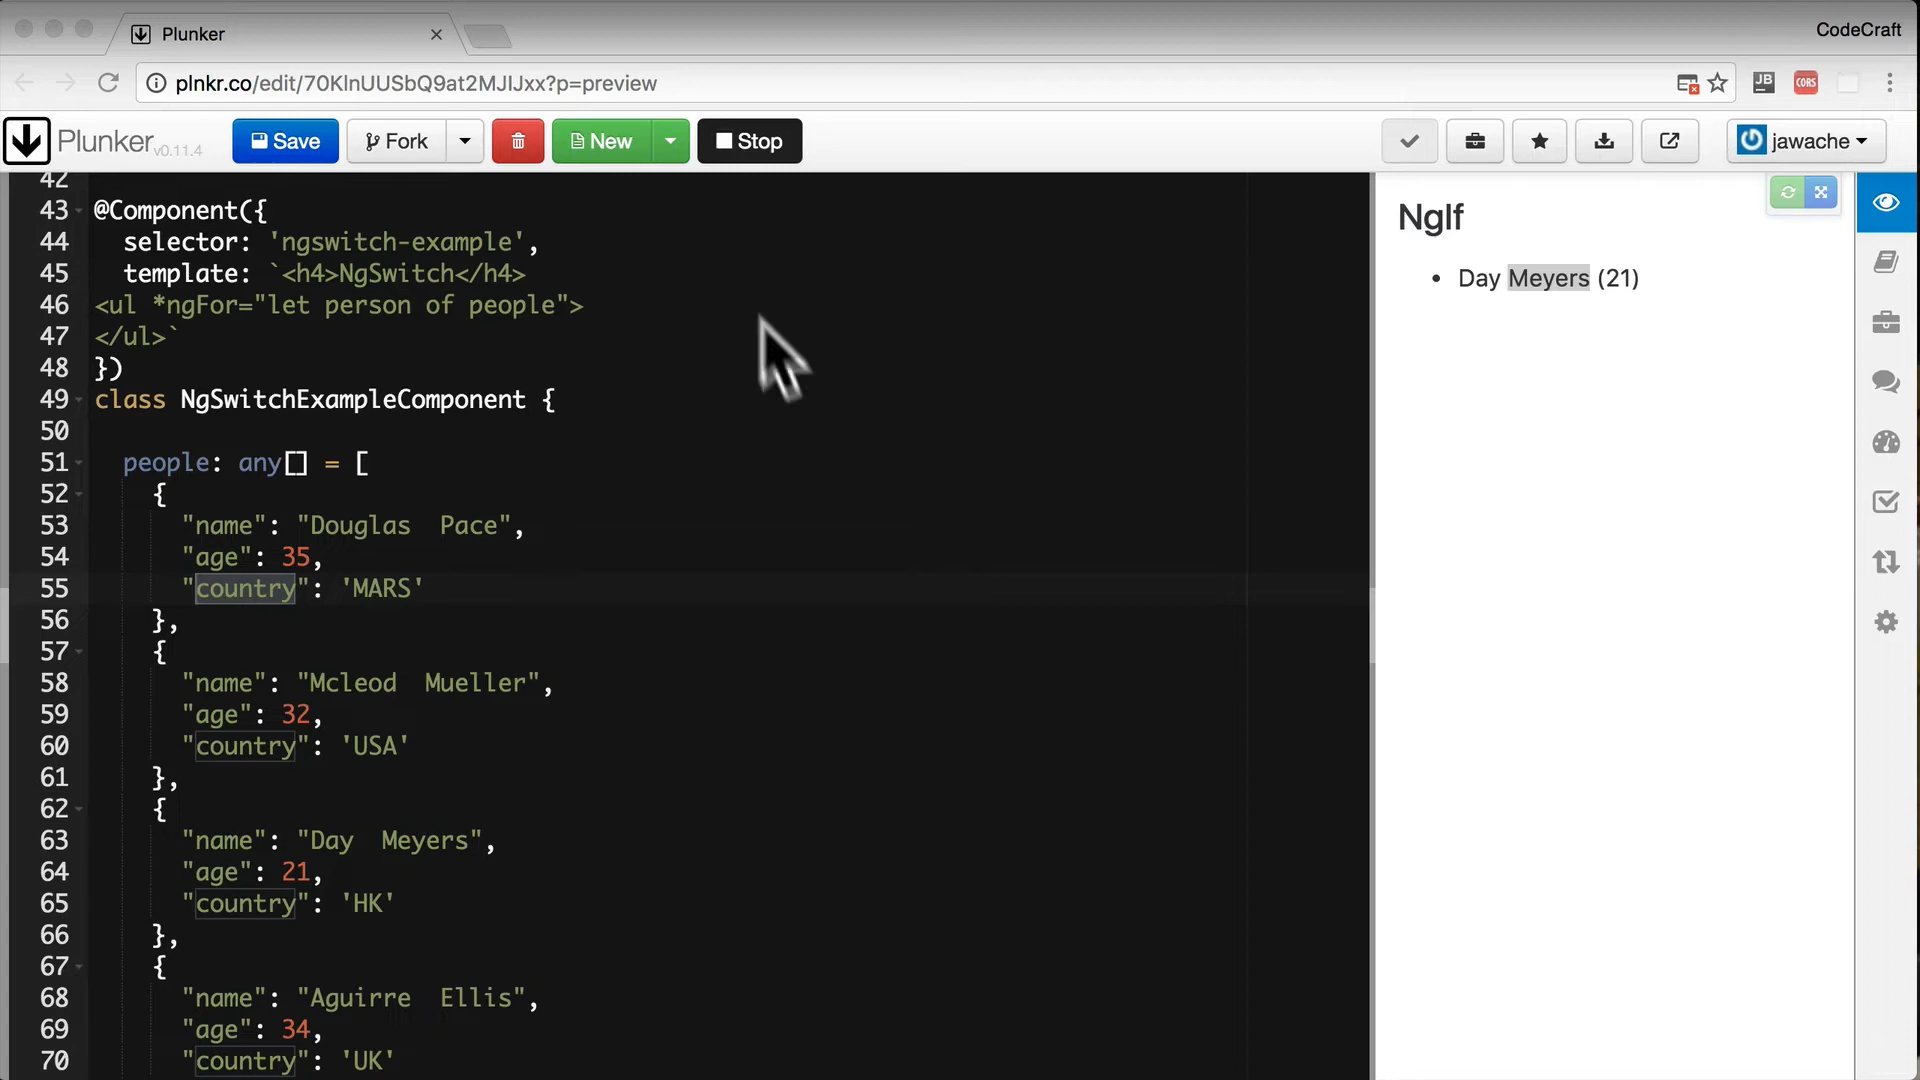 Plunker
CodeCraft
plnkr.co/edit/70KlnUUSbQ9at2MJIJxx?p=preview
JB
CORS
Plunker v0.11.4
Save
Fork
New
Stop
jawache
42
43 @Component({
44 selector: 'ngswitch-example',
45 template: `<h4>NgSwitch</h4>
46 <ul *ngFor="let person of people">
47 </ul>`
48 })
49 class NgSwitchExampleComponent {
50
51 people: any[] = [
52 {
53 "name": "Douglas  Pace",
54 "age": 35,
55 "country": 'MARS'
56 },
57 {
58 "name": "Mcleod  Mueller",
59 "age": 32,
60 "country": 'USA'
61 },
62 {
63 "name": "Day  Meyers",
64 "age": 21,
65 "country": 'HK'
66 },
67 {
68 "name": "Aguirre  Ellis",
69 "age": 34,
70 "country": 'UK'
NgIf
• Day Meyers (21)